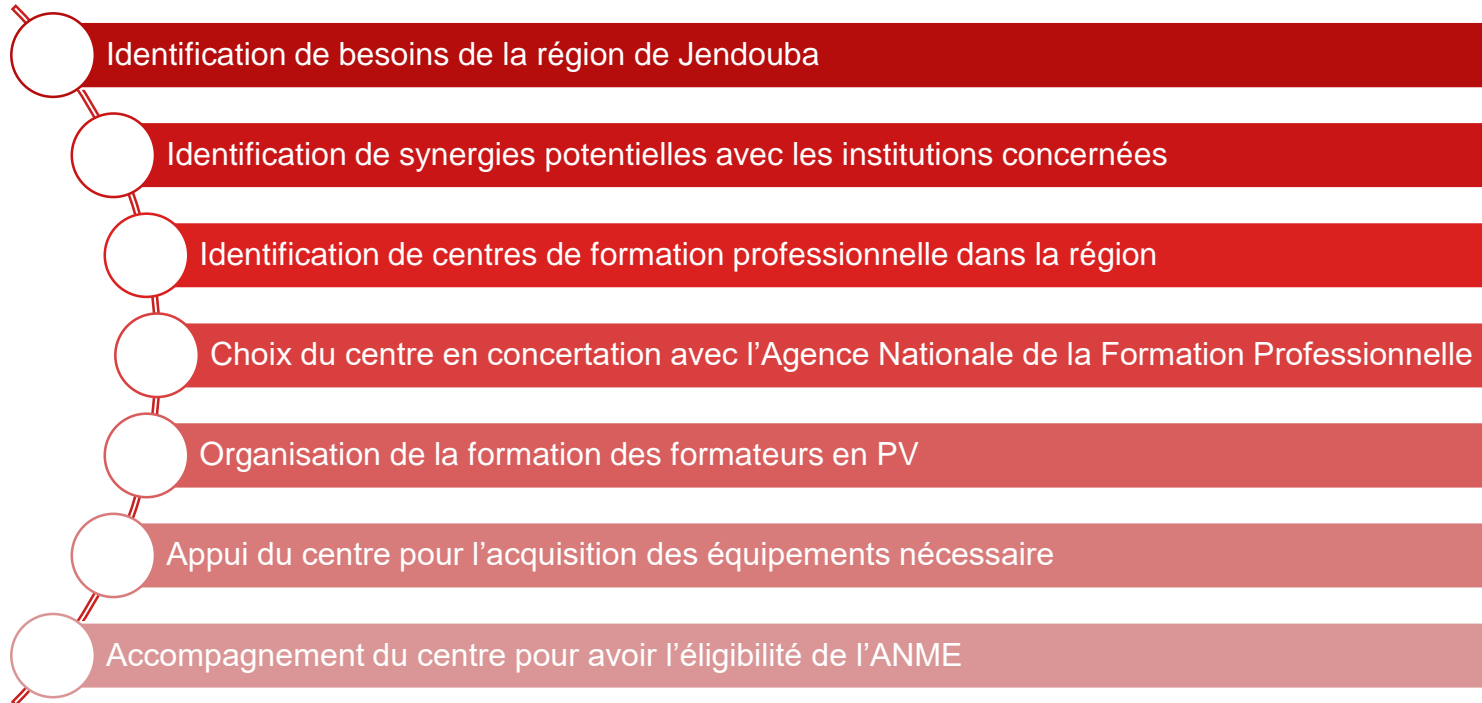 Identification de besoins de la région de Jendouba
Identification de synergies potentielles avec les institutions concernées
Identification de centres de formation professionnelle dans la région
Choix du centre en concertation avec l’Agence Nationale de la Formation Professionnelle
Organisation de la formation des formateurs en PV
Appui du centre pour l’acquisition des équipements nécessaire
Accompagnement du centre pour avoir l’éligibilité de l’ANME